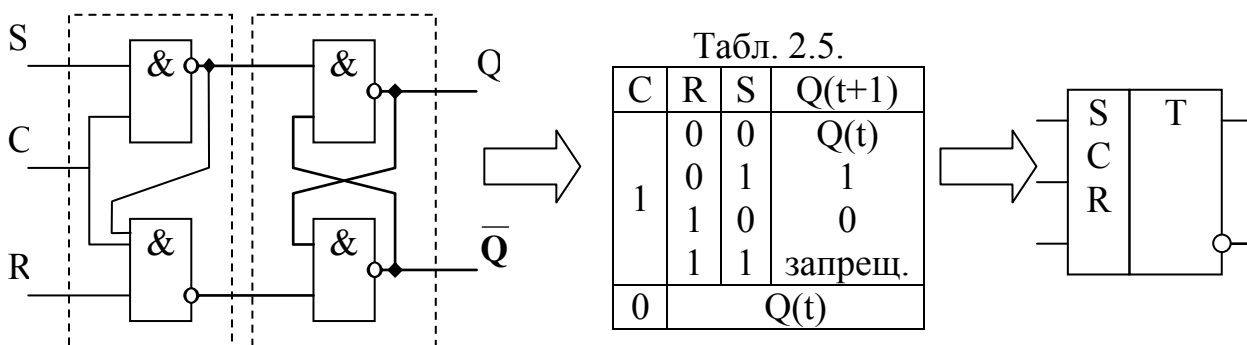 S
C
R
&
&
&
&
Q
Q
Табл. 2.5.
C R S Q(t+1)
1
0 0 Q(t)
0 1 1
1 0 0
1 1 запрещ.
0 Q(t)
S T
C
R